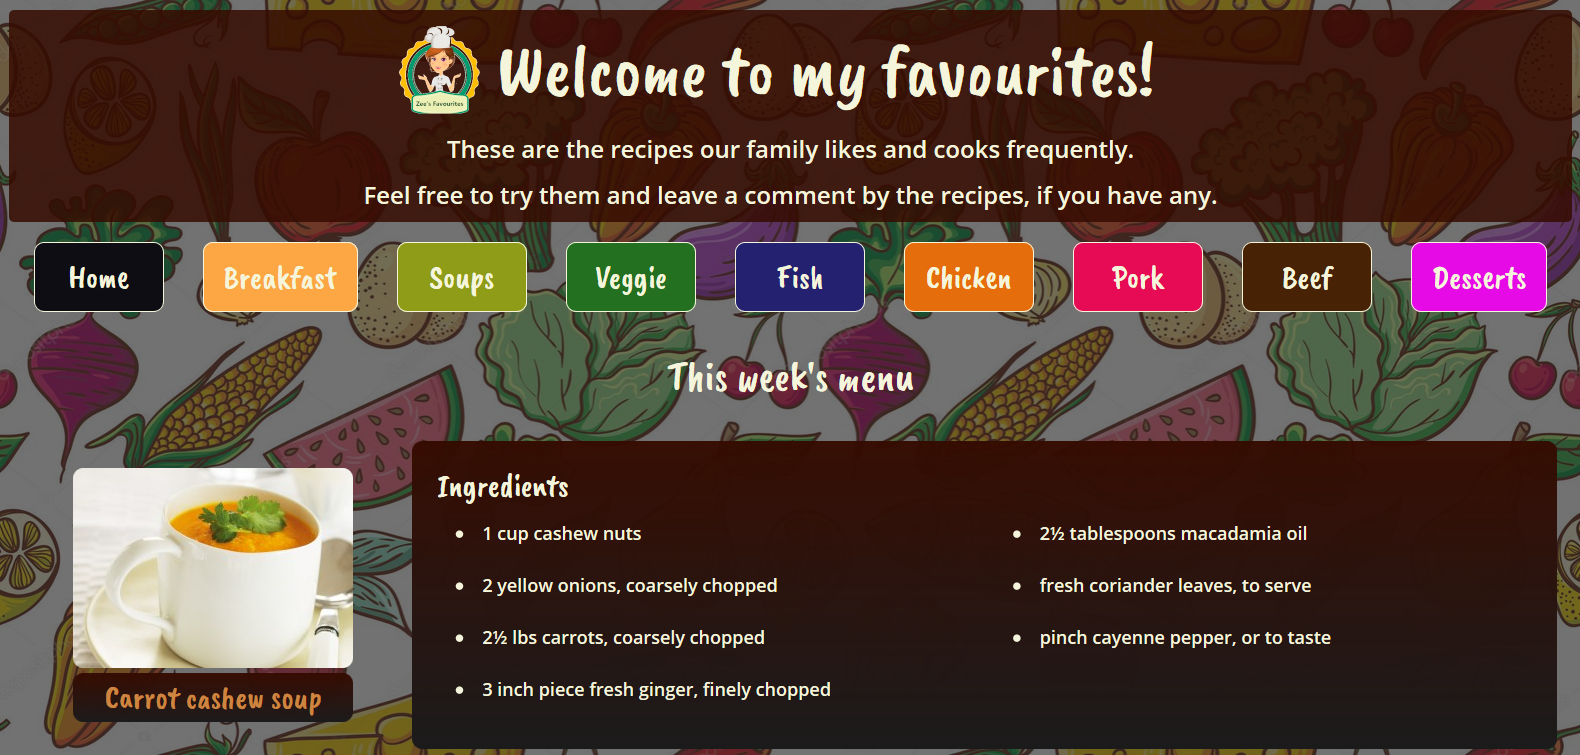 Zee's Favourites
Welcome to my favourites!
These are the recipes our family likes and cooks frequently.
Feel free to try them and leave a comment by the recipes, if you have any.
Home
Breakfast
Soups
Veggie
Fish
Chicken
Pork
Beef
Desserts
This week's menu
Carrot cashew soup
Ingredients
1 cup cashew nuts
2 yellow onions, coarsely chopped
2½ lbs carrots, coarsely chopped
3 inch piece fresh ginger, finely chopped
2½ tablespoons macadamia oil
fresh coriander leaves, to serve
pinch cayenne pepper, or to taste